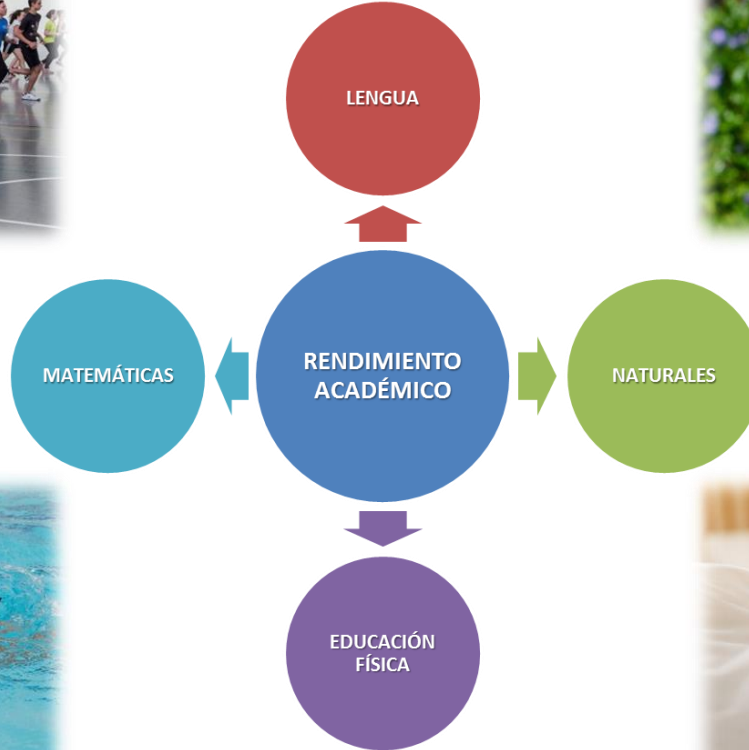 LENGUA
MATEMÁTICAS
RENDIMIENTO
ACADÉMICO
NATURALES
EDUCACIÓN
FÍSICA